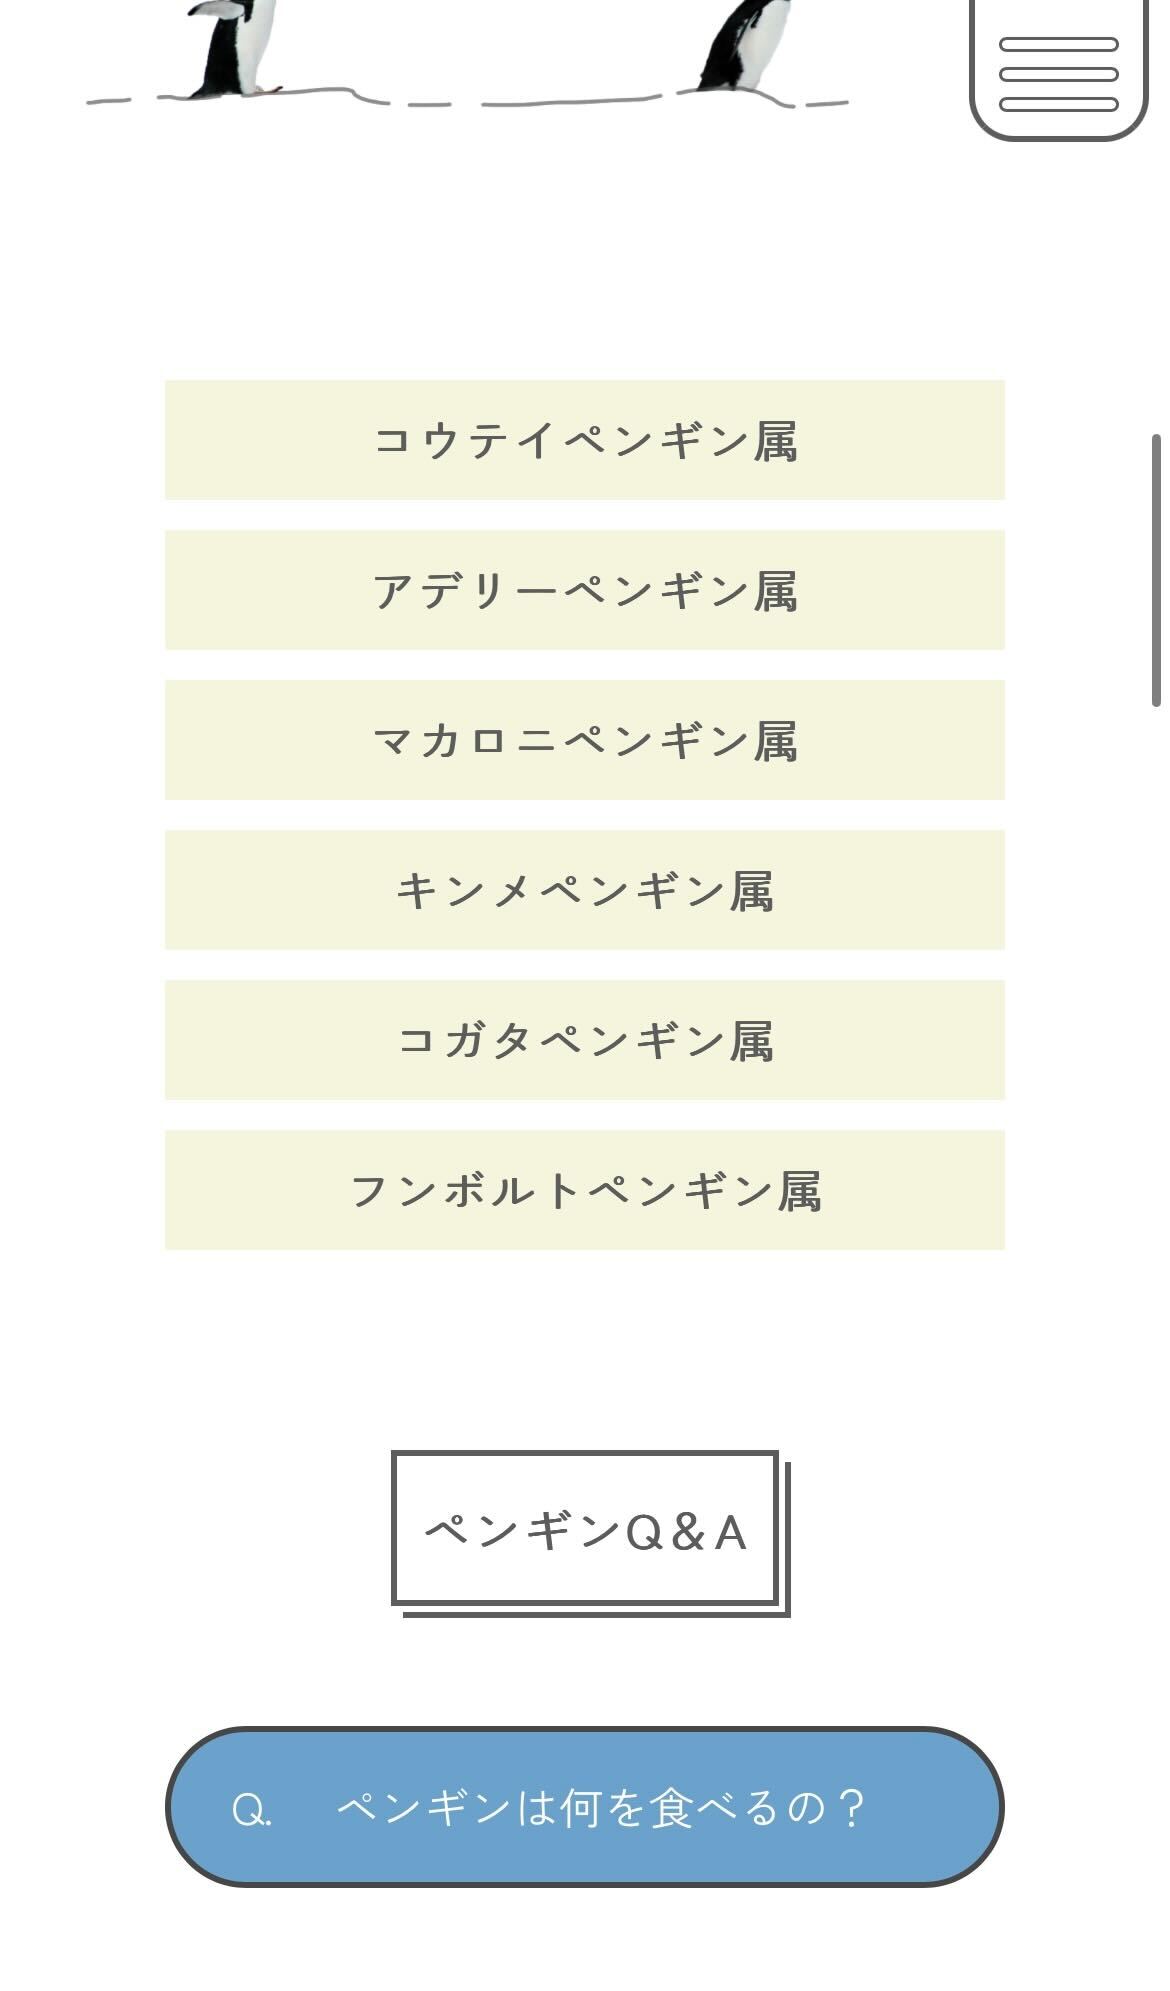 コウテイペンギン属
アデリーペンギン属
マカロニペンギン属
キンメペンギン属
コガタペンギン属
フンボルトペンギン属
ペンギンQ&A
Q. ペンギンは何を食べるの？